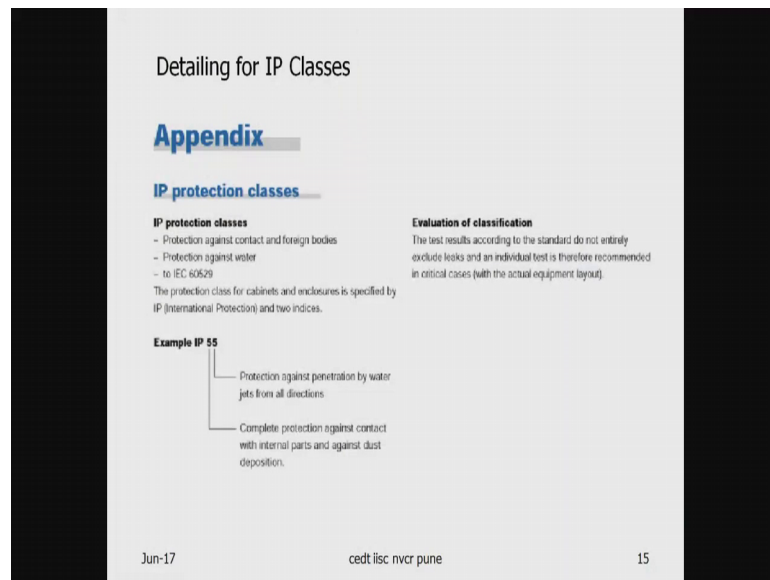 Detailing for IP Classes
Appendix
IP protection classes
IP protection classes
- Protection against contact and foreign bodies
- Protection against water
- to IEC 60529
The protection class for cabinets and enclosures is specified by
IP (International Protection) and two indices.
Example IP 55
Protection against penetration by water
jets from all directions
Complete protection against contact
with internal parts and against dust
deposition.
Evaluation of classification
The test results according to the standard do not entirely
exclude leaks and an individual test is therefore recommended
in critical cases (with the actual equipment layout).
Jun-17
cedt iisc nvcr pune
15